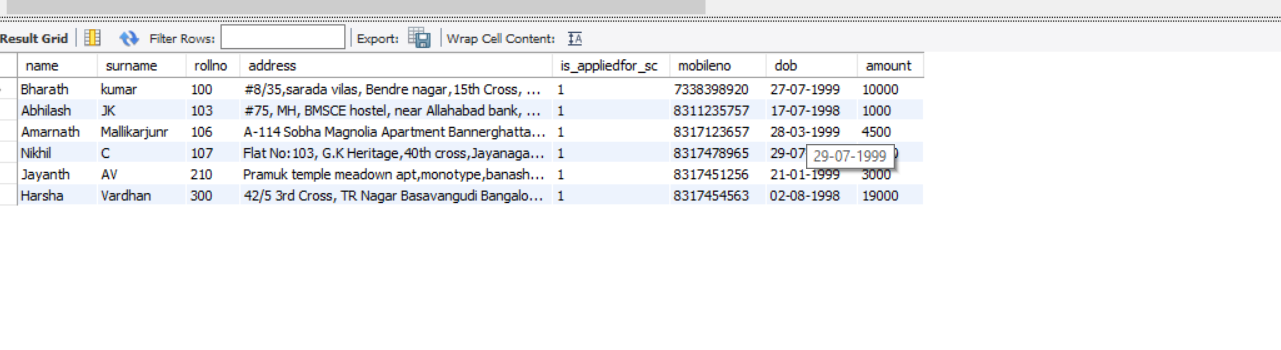 Result Grid Filter Rows: Export: Wrap Cell Content: IA
name surname rollno address is_appliedfor_sc mobileno dob amount
Bharath kumar 100 #8/35,sarada vilas, Bendre nagar,15th Cross, ... 1 7338398920 27-07-1999 10000
Abhilash JK 103 #75, MH, BMSCE hostel, near Allahabad bank, ... 1 8311235757 17-07-1998 1000
Amarnath Mallikarjunr 106 A-114 Sobha Magnolia Apartment Bannerghatta... 1 8317123657 28-03-1999 4500
Nikhil C 107 Flat No:103, G.K Heritage,40th cross,Jayanaga... 1 8317478965 29-07 29-07-1999
Jayanth AV 210 Pramuk temple meadown apt,monotype,banash... 1 8317451256 21-01-1999 3000
Harsha Vardhan 300 42/5 3rd Cross, TR Nagar Basavangudi Bangalo... 1 8317454563 02-08-1998 19000